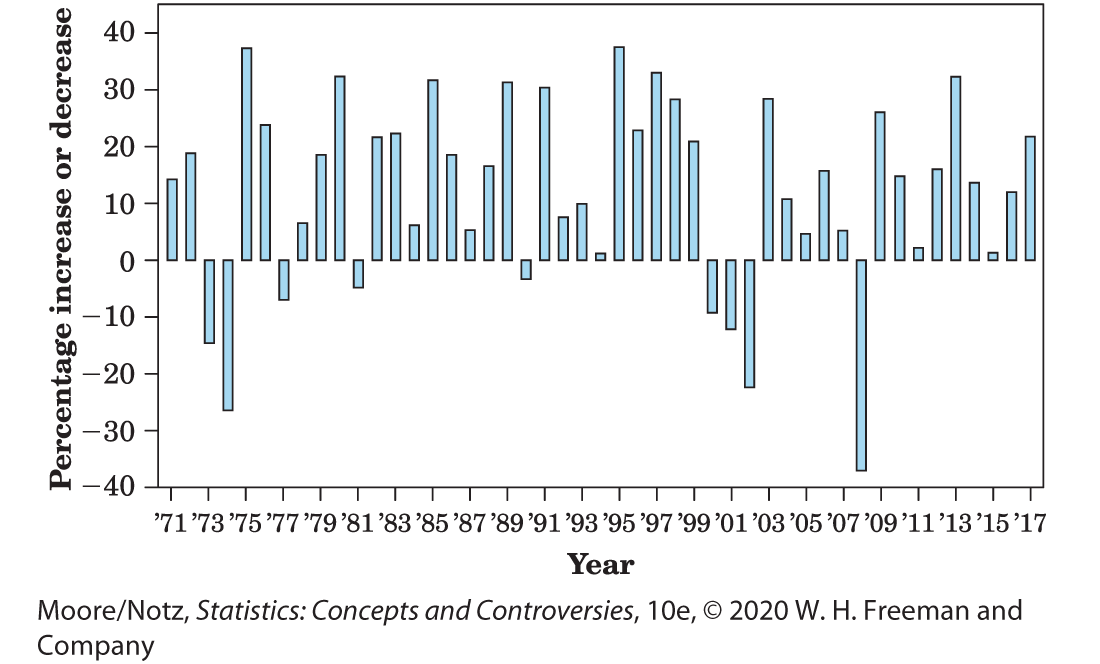 Percentage increase or decrease
40
30
20
10
0
−10
−20
−30
−40
’71 ’73 ’75 ’77 ’79 ’81 ’83 ’85 ’87 ’89 ’91 ’93 ’95 ’97 ’99 ’01 ’03 ’05 ’07 ’09 ’11 ’13 ’15 ’17
Year
Moore/Notz, Statistics: Concepts and Controversies, 10e, © 2020 W. H. Freeman and
Company